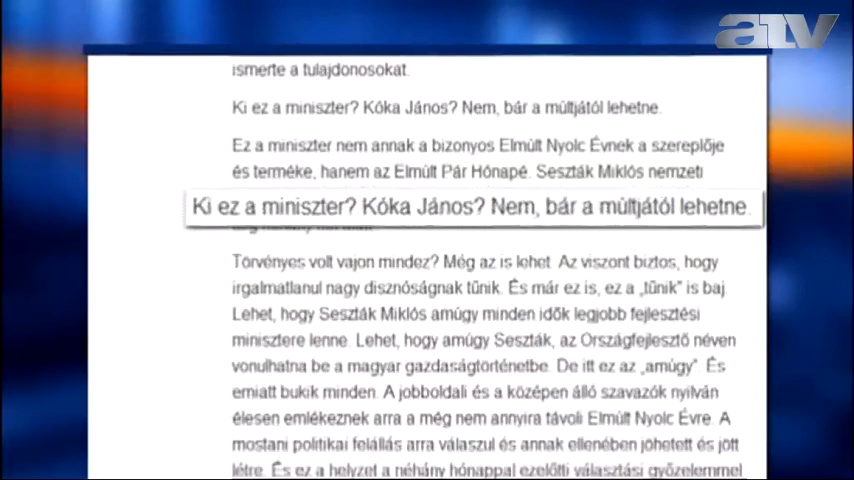 atv
ismerte a tulajdonosokat.
Ki ez a miniszter? Kóka János? Nem, bár a múltjától lehetne.
Ez a miniszter nem annak a bizonyos Elmúlt Nyolc Évnek a szereplője
és terméke, hanem az Elmúlt Pár Hónapé. Seszták Miklós nemzeti
Ki ez a miniszter? Kóka János? Nem, bár a múltjától lehetne.
Törvényes volt vajon mindez? Még az is lehet. Az viszont biztos, hogy
irgalmatlanul nagy disznóságnak tűnik. És már ez is, ez a „tűnik” is baj.
Lehet, hogy Seszták Miklós amúgy minden idők legjobb fejlesztési
minisztere lenne. Lehet, hogy amúgy Seszták, az Országfejlesztő néven
vonulhatna be a magyar gazdaságtörténetbe. De itt ez az „amúgy”. És
emiatt bukik minden. A jobboldali és a középen álló szavazók nyilván
élesen emlékeznek arra a még nem annyira távoli Elmúlt Nyolc Évre. A
mostani politikai felállás arra válaszul és annak ellenében jöhetett és jött
létre. És ez a helyzet a néhány hónappal ezelőtti választási győzelemmel